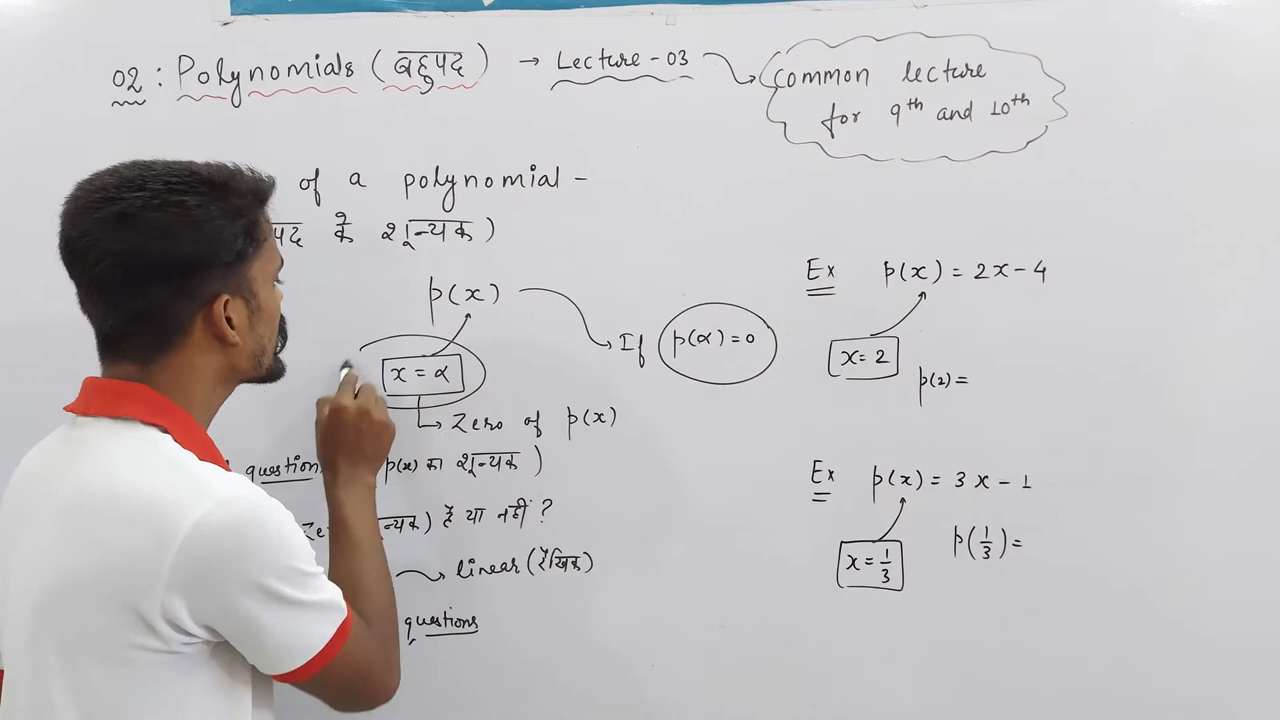 02 : Polynomials (बहुपद) → Lecture - 03
Common lecture
for 9th and 10th
of a polynomial -
पद के शून्यक)
p(x)
If p(α) = 0
x = α
Zero of p(x)
question
p(x) का शून्यक )
न्यक) है या नहीं ?
linear (रैखिक)
questions
Ex p(x) = 2x - 4
x = 2
p(2) =
Ex p(x) = 3x - 1
x = 1/3
p(1/3) =